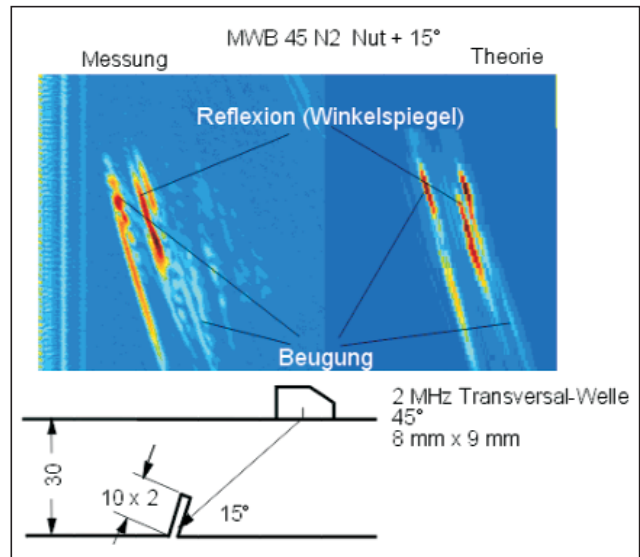 MWB 45 N2 Nut + 15°
Messung
Theorie
Reflexion (Winkelspiegel)
Beugung
2 MHz Transversal-Welle
45°
8 mm x 9 mm
30
10 x 2
15°